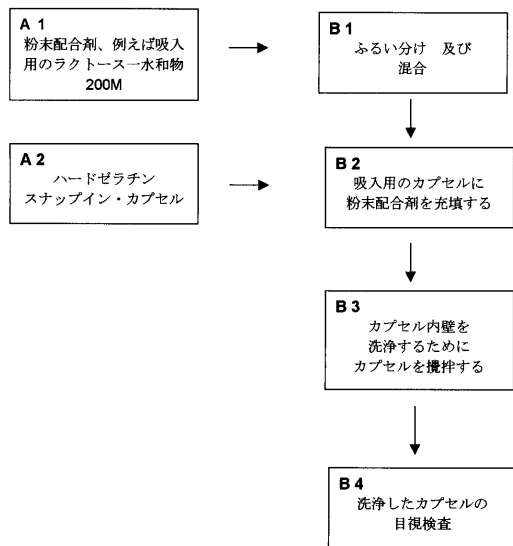 A 1
粉末配合剤、例えば吸入
用のラクトース一水和物
200M
B 1
ふるい分け 及び
混合
A 2
ハードゼラチン
スナップイン・カプセル
B 2
吸入用のカプセルに
粉末配合剤を充填する
B 3
カプセル内壁を
洗浄するために
カプセルを攪拌する
B 4
洗浄したカプセルの
目視検査